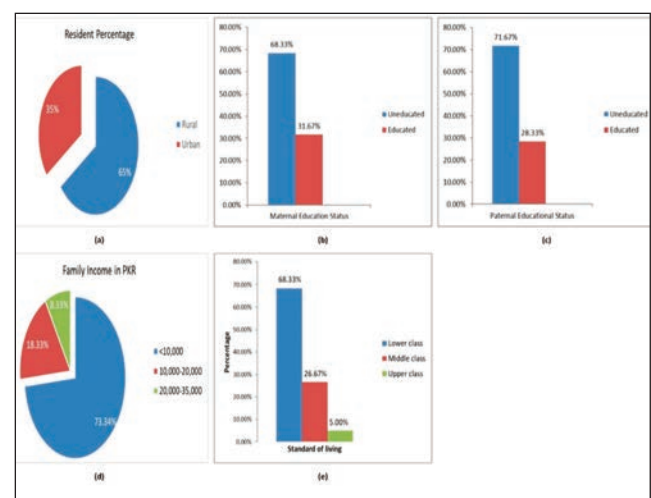 Resident Percentage
35%
65%
Rural
Urban
(a)
80.00%
70.00%
60.00%
50.00%
40.00%
30.00%
20.00%
10.00%
0.00%
68.33%
31.67%
Uneducated
Educated
Maternal Education Status
(b)
80.00%
70.00%
60.00%
50.00%
40.00%
30.00%
20.00%
10.00%
0.00%
71.67%
28.33%
Uneducated
Educated
Paternal Educational Status
(c)
Family Income in PKR
8.33%
18.33%
73.34%
<10,000
10,000-20,000
20,000-35,000
(d)
Percentage
80.00%
70.00%
60.00%
50.00%
40.00%
30.00%
20.00%
10.00%
0.00%
68.33%
26.67%
5.00%
Lower class
Middle class
Upper class
Standard of living
(e)